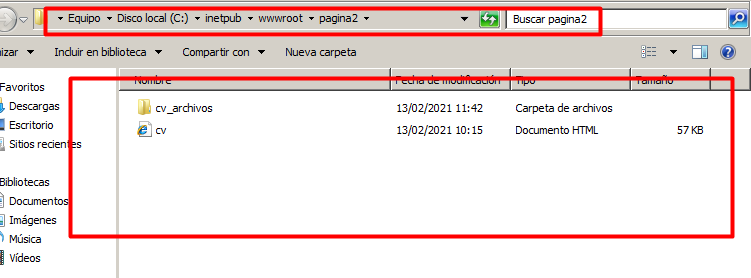 Equipo Disco local (C:) inetpub wwwroot pagina2 Buscar pagina2
nizar Incluir en biblioteca Compartir con Nueva carpeta
Favoritos
Descargas
Escritorio
Sitios recientes
Bibliotecas
Documentos
Imágenes
Música
Vídeos
Nombre Fecha de modificación Tipo Tamaño
cv_archivos 13/02/2021 11:42 Carpeta de archivos
cv 13/02/2021 10:15 Documento HTML 57 KB